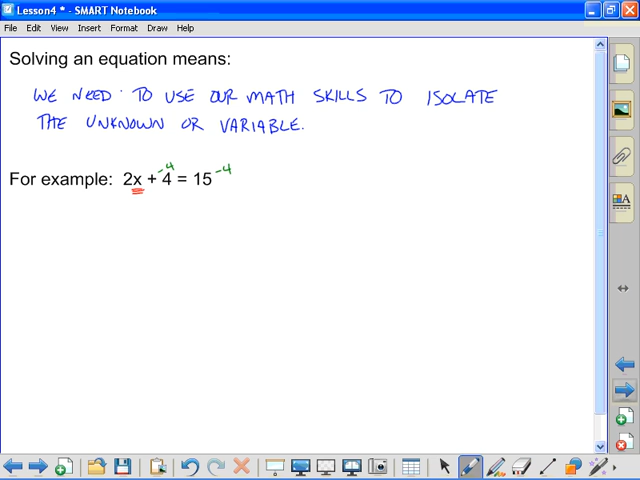 Lesson4 * - SMART Notebook
File Edit View Insert Format Draw Help
Solving an equation means:
WE NEED TO USE OUR MATH SKILLS TO ISOLATE
THE UNKNOWN OR VARIABLE.
-4 -4
For example: 2x + 4 = 15